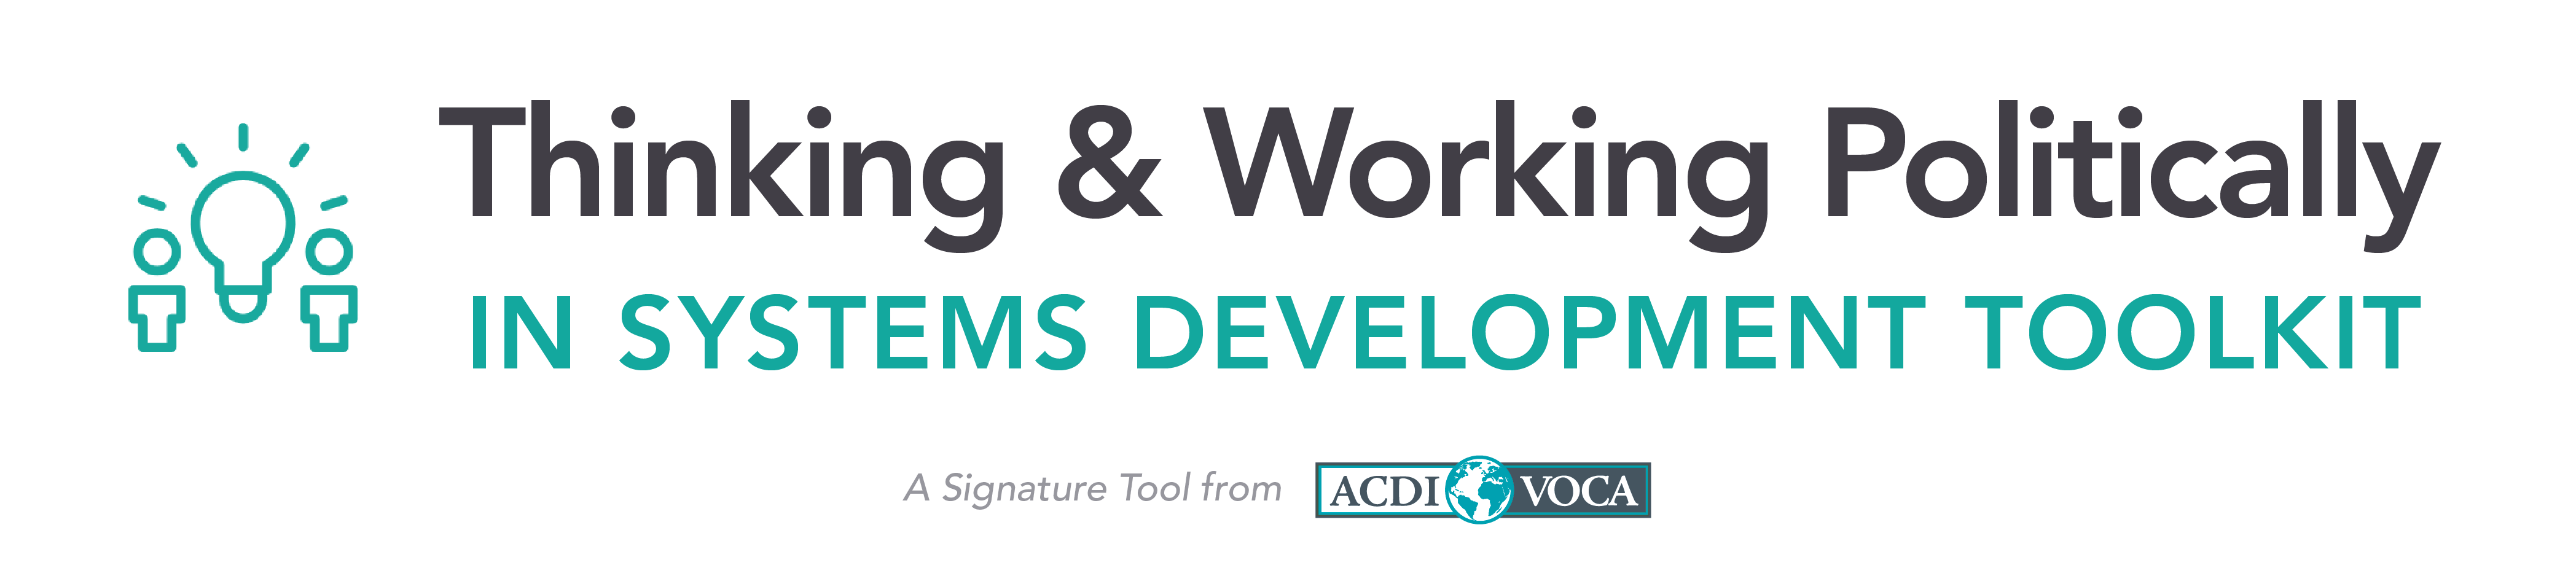 Thinking & Working Politically
IN SYSTEMS DEVELOPMENT TOOLKIT
A Signature Tool from ACDI VOCA